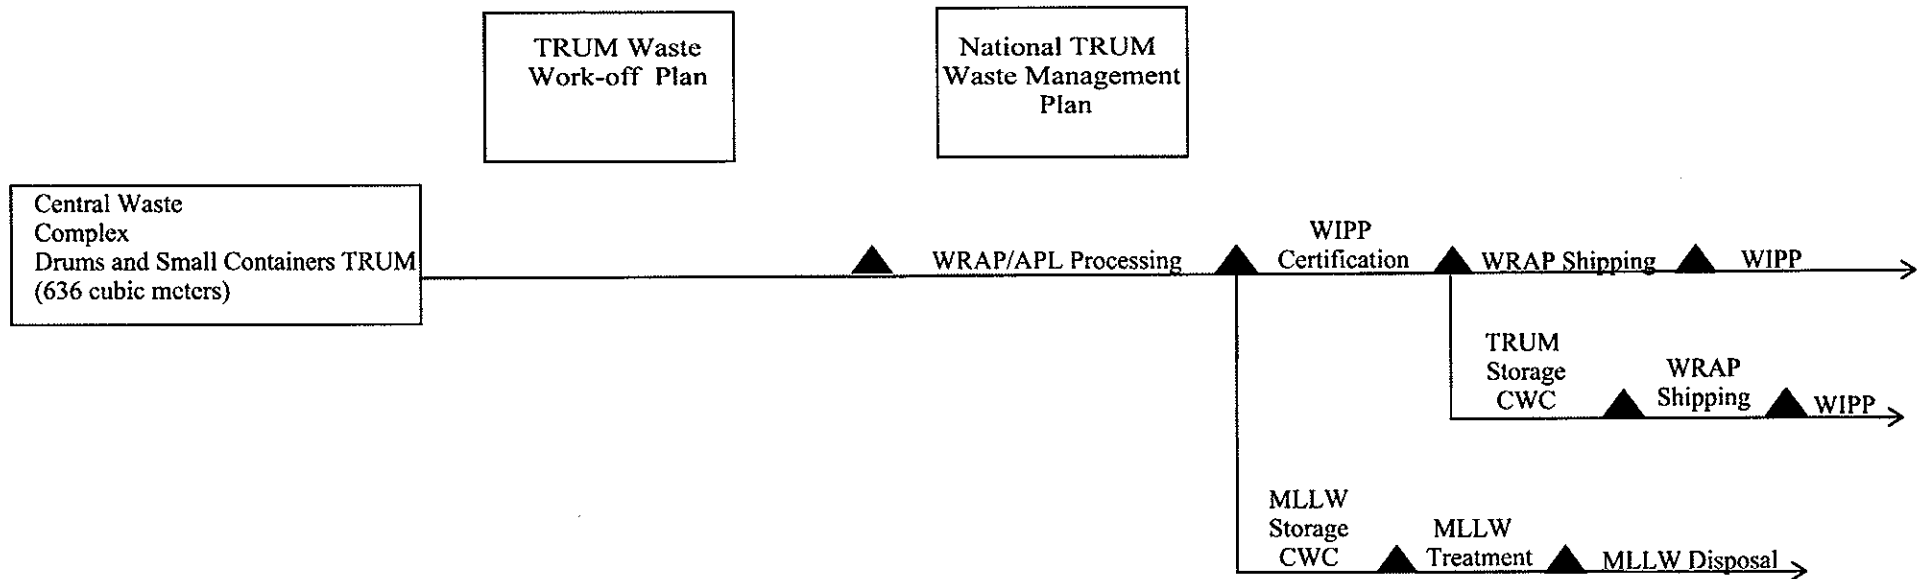 TRUM Waste
Work-off Plan
National TRUM
Waste Management
Plan
Central Waste
Complex
Drums and Small Containers TRUM
(636 cubic meters)
WRAP/APL Processing
WIPP
Certification
WRAP Shipping
WIPP
TRUM
Storage
CWC
WRAP
Shipping
WIPP
MLLW
Storage
CWC
MLLW
Treatment
MLLW Disposal